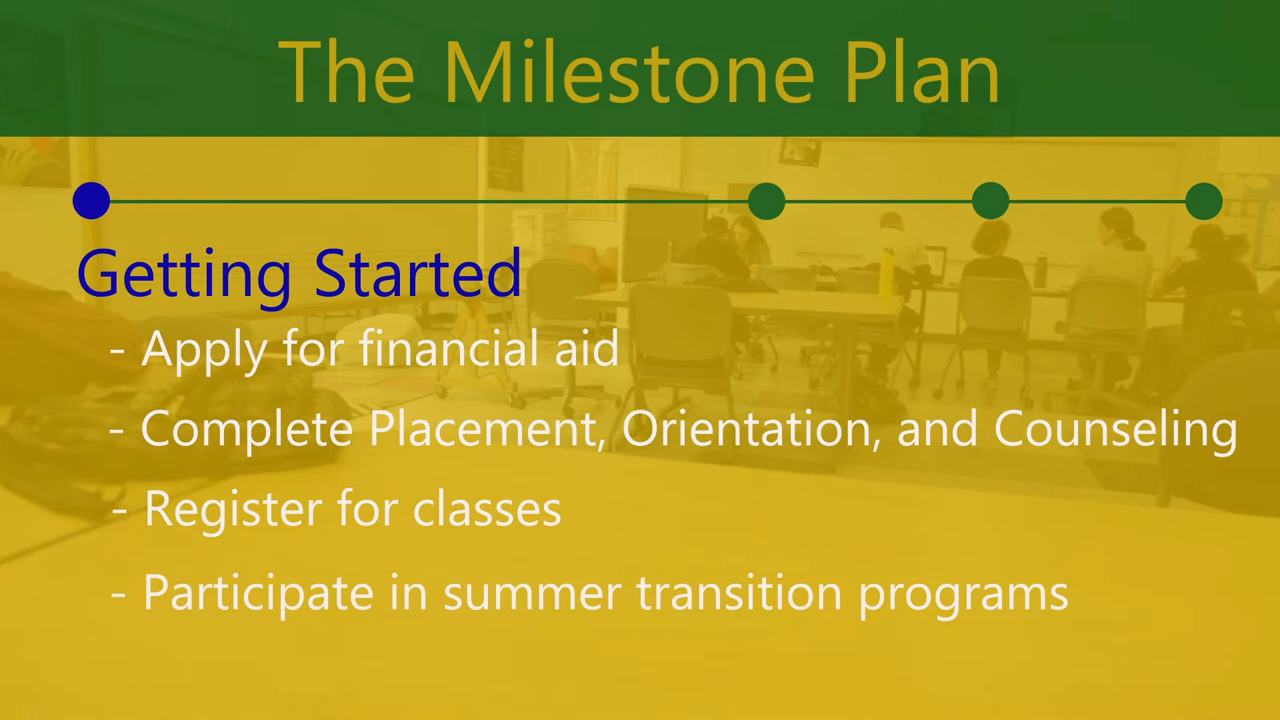 The Milestone Plan
Getting Started
- Apply for financial aid
- Complete Placement, Orientation, and Counseling
- Register for classes
- Participate in summer transition programs